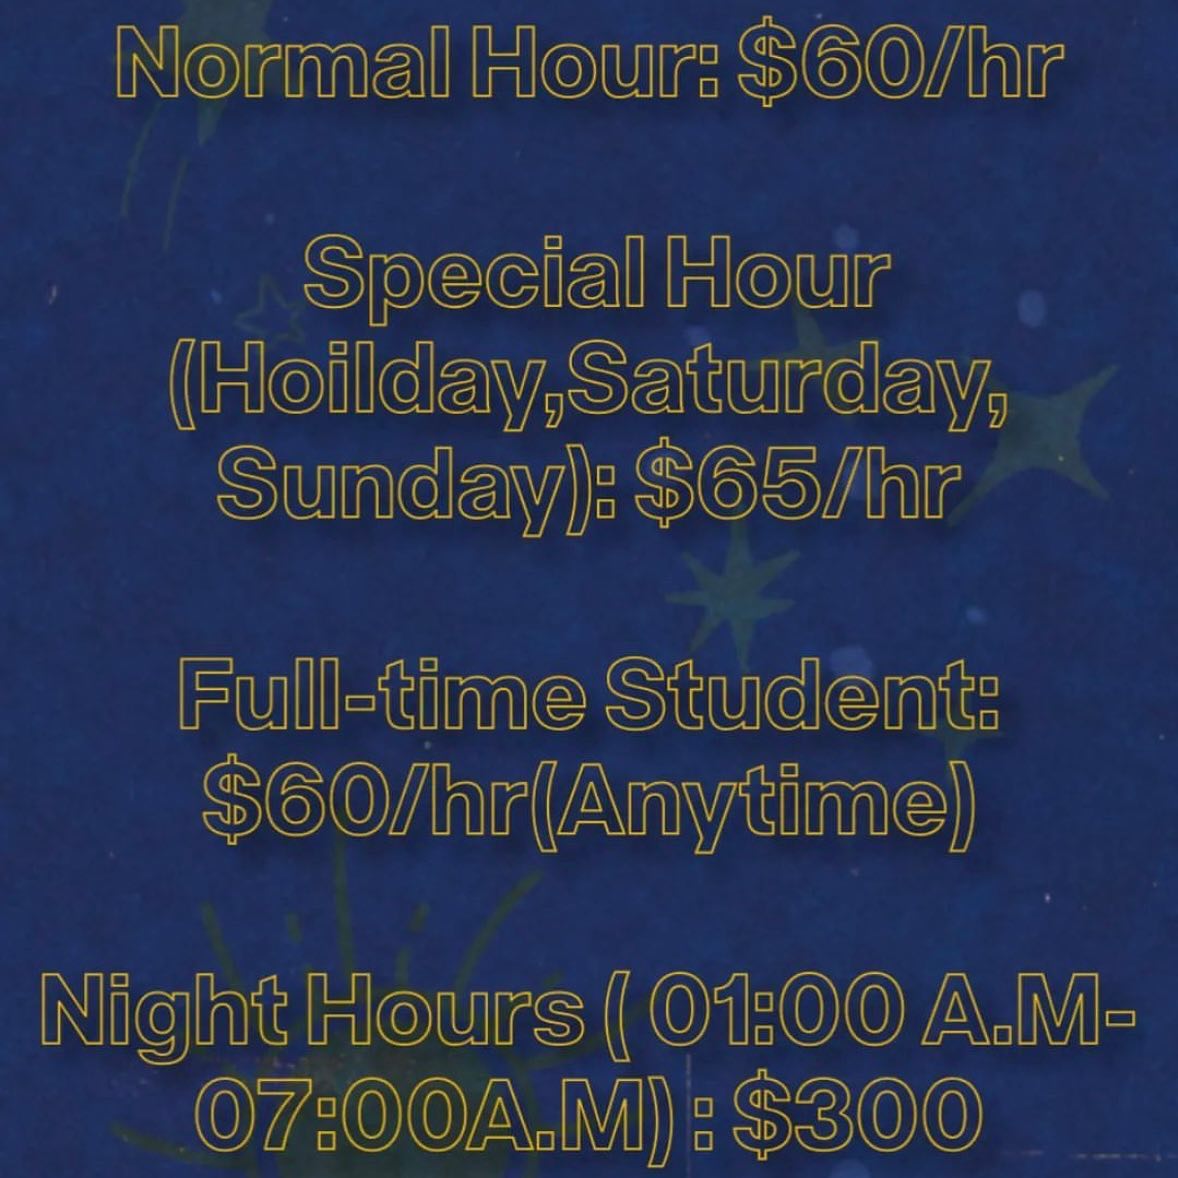 Normal Hour: $60/hr
Special Hour
(Hoilday,Saturday,
Sunday): $65/hr
Full-time Student:
$60/hr(Anytime)
Night Hours ( 01:00 A.M-
07:00A.M) : $300